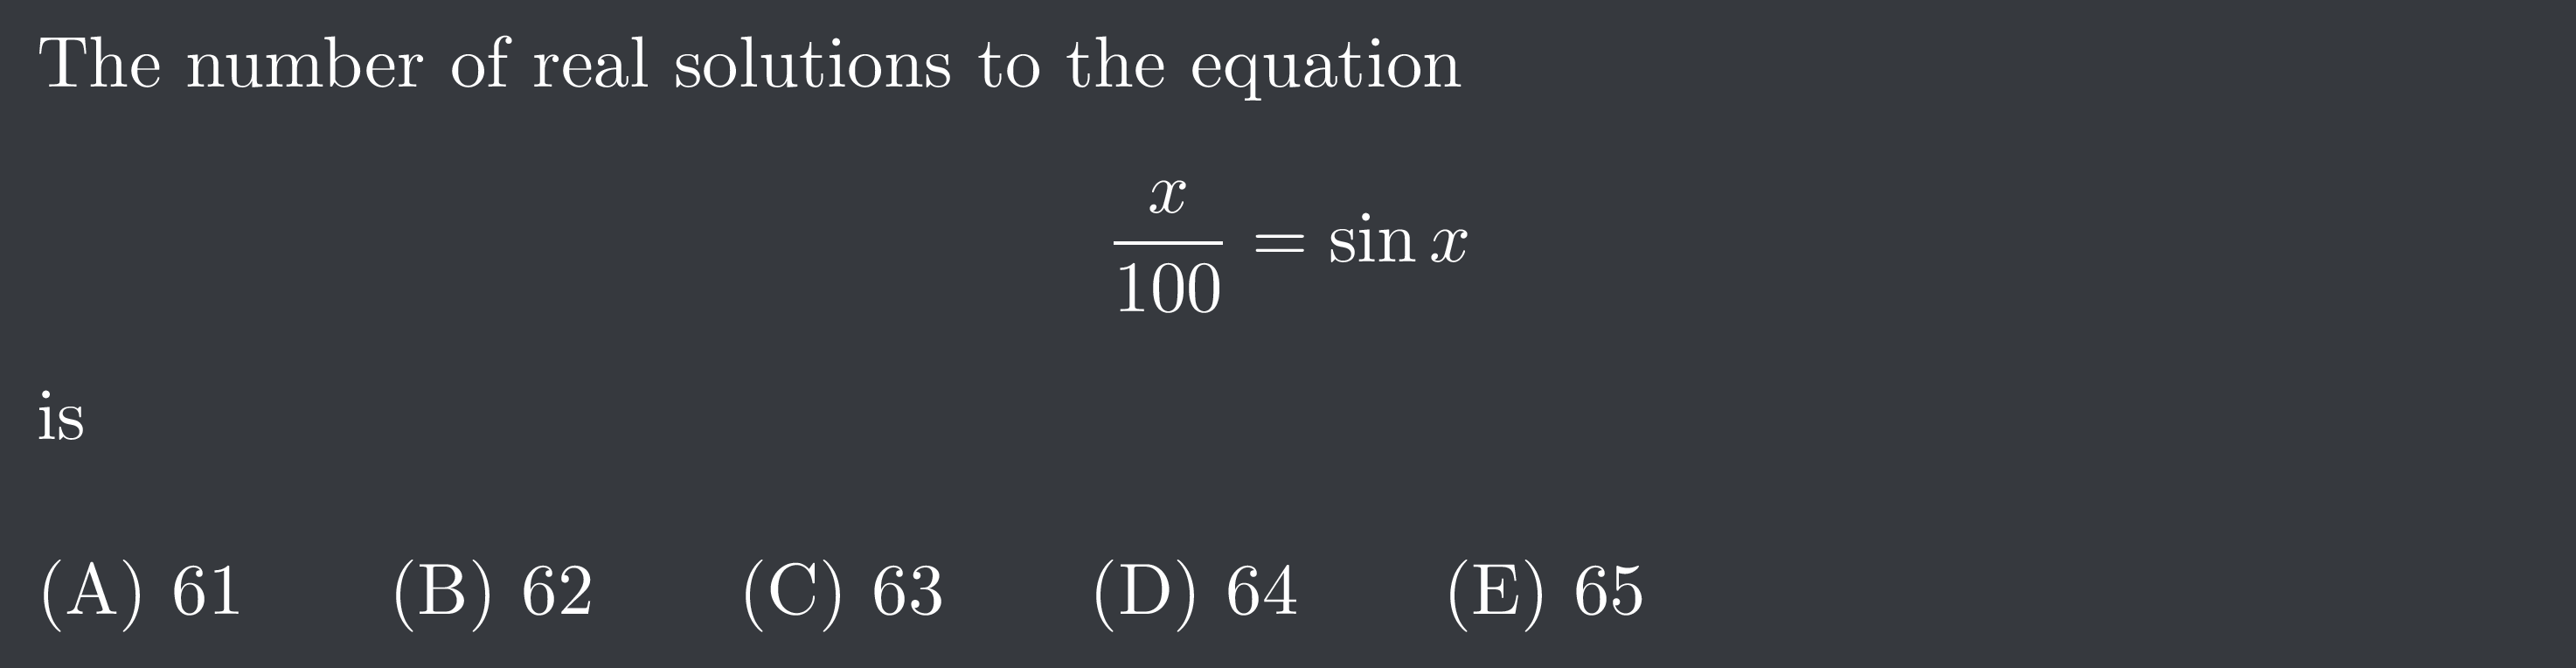 The number of real solutions to the equation
x/100 = sin x
is
(A) 61 (B) 62 (C) 63 (D) 64 (E) 65